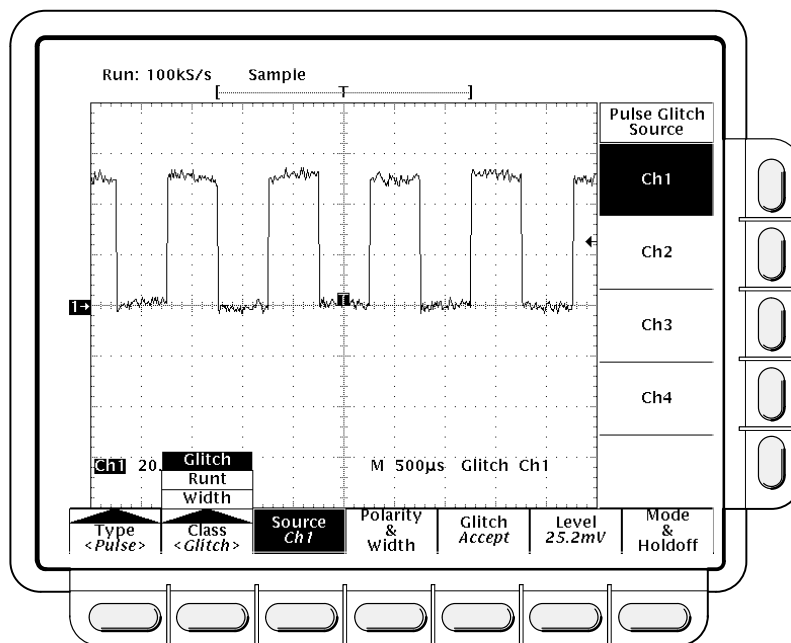 Run: 100kS/s Sample
[ T ]
Pulse Glitch
Source
Ch1
Ch2
Ch3
Ch4
T
1→
Ch1 20. M 500µs Glitch Ch1
Glitch
Runt
Width
Type
<Pulse>
Class
<Glitch>
Source
Ch1
Polarity
&
Width
Glitch
Accept
Level
25.2mV
Mode
&
Holdoff